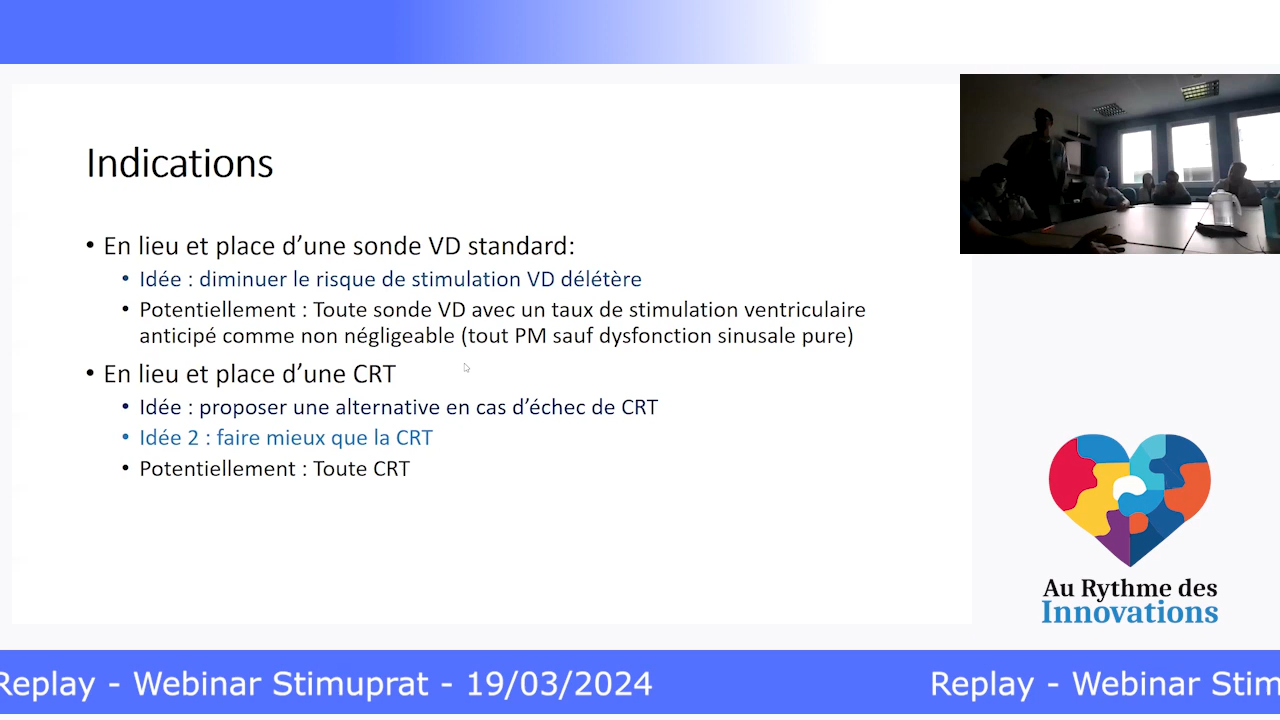 Indications
• En lieu et place d’une sonde VD standard:
• Idée : diminuer le risque de stimulation VD délétère
• Potentiellement : Toute sonde VD avec un taux de stimulation ventriculaire
anticipé comme non négligeable (tout PM sauf dysfonction sinusale pure)
• En lieu et place d’une CRT
• Idée : proposer une alternative en cas d’échec de CRT
• Idée 2 : faire mieux que la CRT
• Potentiellement : Toute CRT
Au Rythme des
Innovations
Replay - Webinar Stimuprat - 19/03/2024
Replay - Webinar Stim